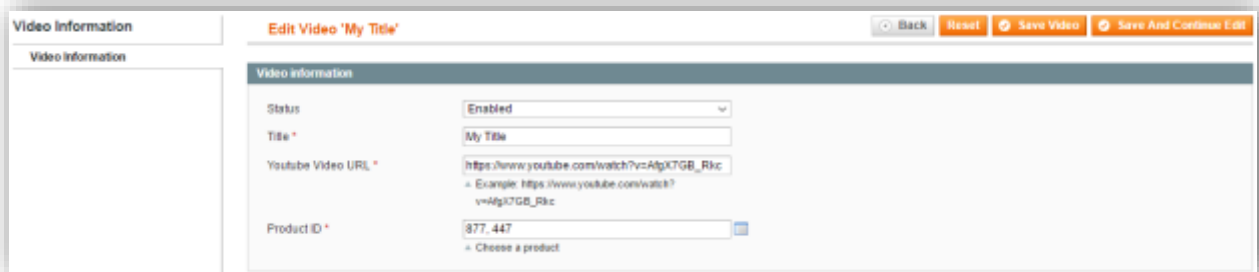 Video Information
Edit Video 'My Title'
Back
Reset
Save Video
Save And Continue Edit
Video Information
Video information
Status
Enabled
Title *
My Title
Youtube Video URL *
https://www.youtube.com/watch?v=AfgX7GB_Rkc
Example: https://www.youtube.com/watch?
v=AfgX7GB_Rkc
Product ID *
877, 447
Choose a product